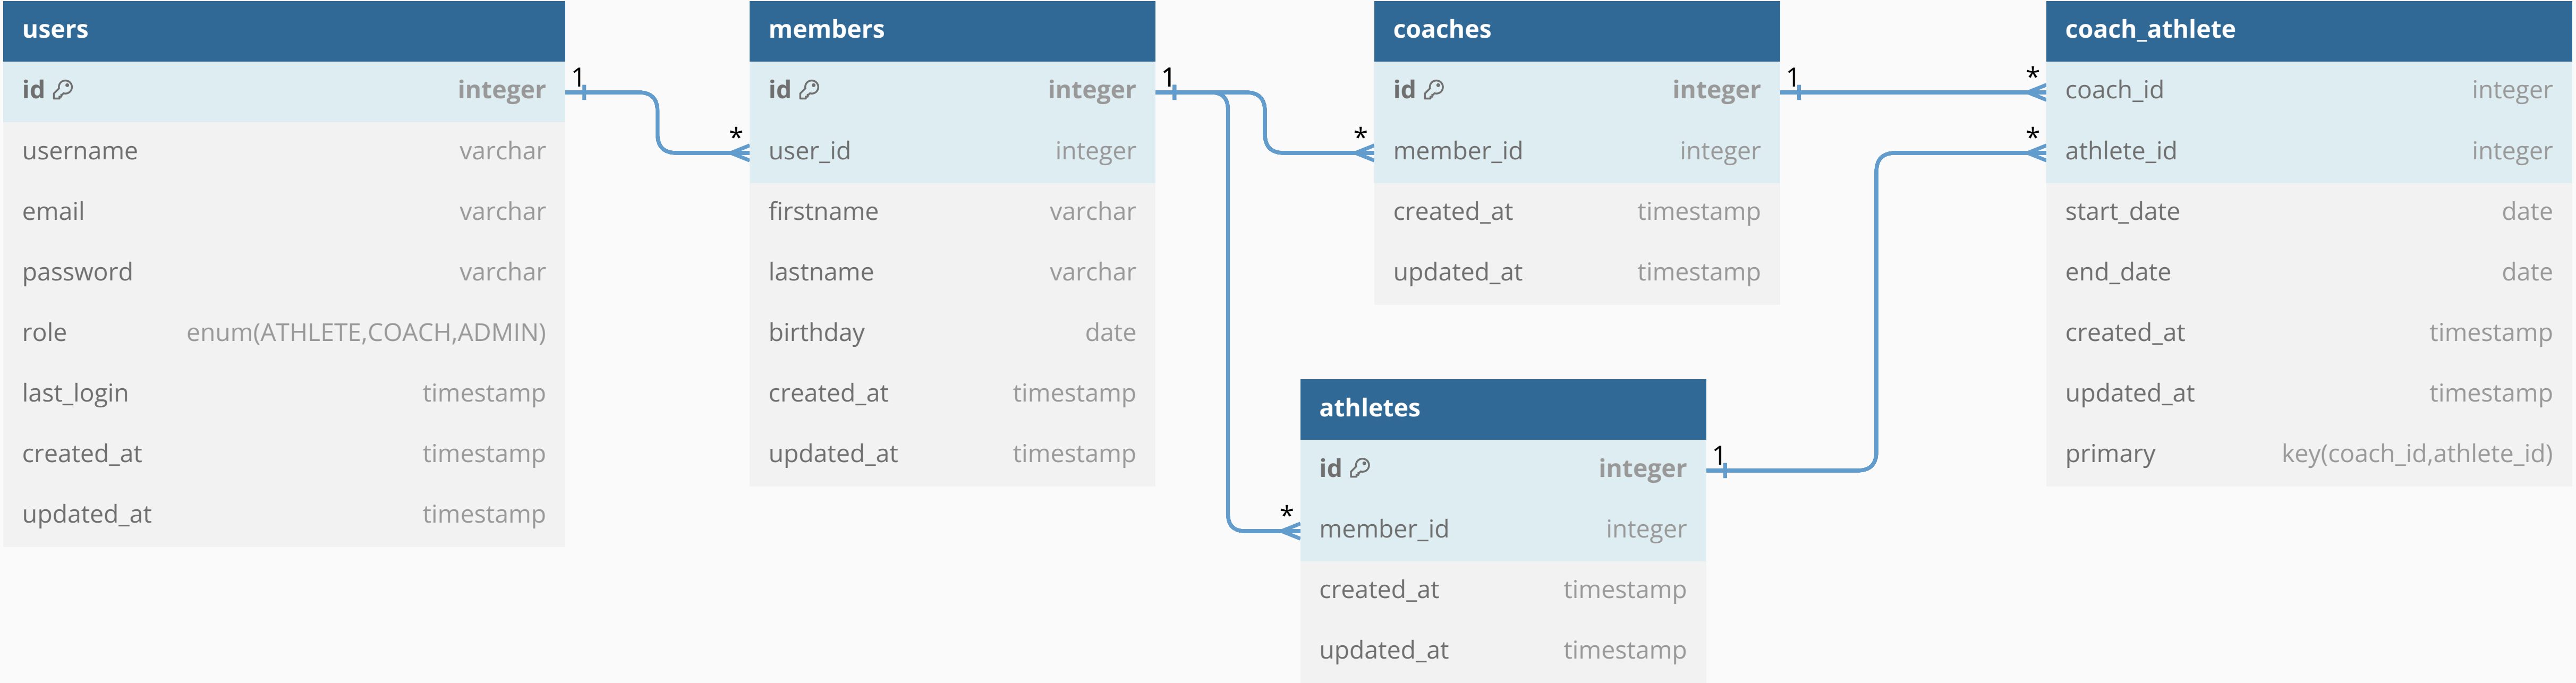 users
id integer
username varchar
email varchar
password varchar
role enum(ATHLETE,COACH,ADMIN)
last_login timestamp
created_at timestamp
updated_at timestamp
1
*
members
id integer
user_id integer
firstname varchar
lastname varchar
birthday date
created_at timestamp
updated_at timestamp
1
*
*
coaches
id integer
member_id integer
created_at timestamp
updated_at timestamp
1
*
athletes
id integer
member_id integer
created_at timestamp
updated_at timestamp
1
*
coach_athlete
coach_id integer
athlete_id integer
start_date date
end_date date
created_at timestamp
updated_at timestamp
primary key(coach_id,athlete_id)